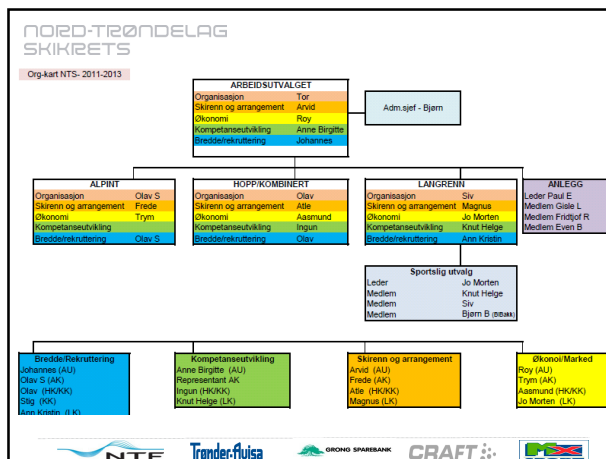 NORD-TRØNDELAG
SKIKRETS
Org-kart NTS- 2011-2013
ARBEIDSUTVALGET
Organisasjon Tor
Skirenn og arrangement Arvid
Økonomi Roy
Kompetanseutvikling Anne Birgitte
Bredde/rekruttering Johannes
Adm.sjef - Bjørn
ALPINT
Organisasjon Olav S
Skirenn og arrangement Frede
Økonomi Trym
Kompetanseutvikling
Bredde/rekruttering Olav S
HOPP/KOMBINERT
Organisasjon Olav
Skirenn og arrangement Atle
Økonomi Aasmund
Kompetanseutvikling Ingun
Bredde/rekruttering Olav
LANGRENN
Organisasjon Siv
Skirenn og arrangement Magnus
Økonomi Jo Morten
Kompetanseutvikling Knut Helge
Bredde/rekruttering Ann Kristin
ANLEGG
Leder Paul E
Medlem Gisle L
Medlem Fridtjof R
Medlem Even B
Sportslig utvalg
Leder Jo Morten
Medlem Knut Helge
Medlem Siv
Medlem Bjørn B (BIBakk)
Bredde/Rekruttering
Johannes (AU)
Olav S (AK)
Olav (HK/KK)
Stig (KK)
Ann Kristin (LK)
Kompetanseutvikling
Anne Birgitte (AU)
Representant AK
Ingun (HK/KK)
Knut Helge (LK)
Skirenn og arrangement
Arvid (AU)
Frede (AK)
Atle (HK/KK)
Magnus (LK)
Økonoi/Marked
Roy (AU)
Trym (AK)
Aasmund (HK/KK)
Jo Morten (LK)
NTE
Trønder-Avisa
GRONG SPAREBANK
CRAFT
MX